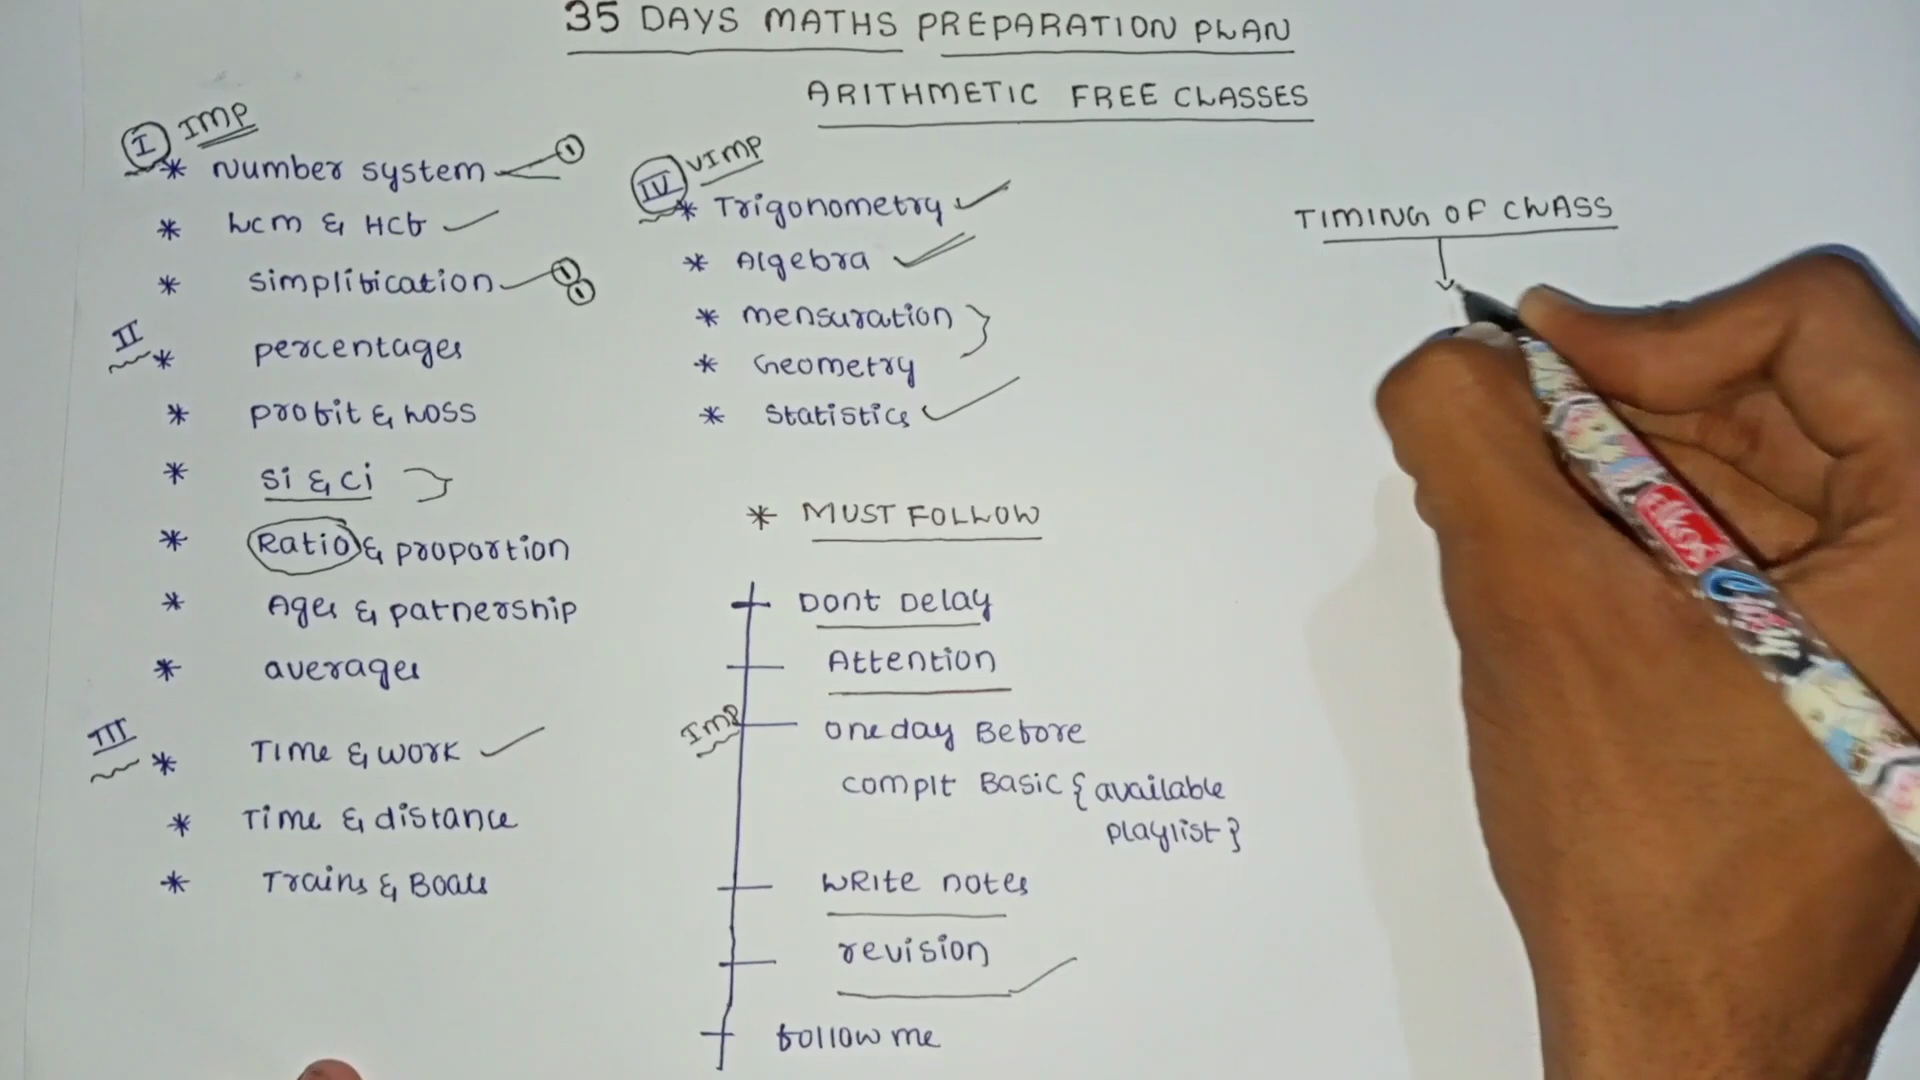 35 DAYS MATHS PREPARATION PLAN
ARITHMETIC FREE CLASSES
I IMP
* Number system 1
* Lcm & HCf
* Simplification 1 1
II
* percentages
* profit & Loss
* Si & Ci
* Ratio & proportion
* Ages & patnership
* averages
III
* Time & work
* Time & distance
* Trains & Boats
IV VIMP
* Trigonometry
* Algebra
* mensuration
* Geometry
* Statistics
* MUST FOLLOW
DONT DELAY
Attention
Imp
one day Before
complt Basic { available
playlist }
WRite notes
revision
follow me
TIMING OF CLASS